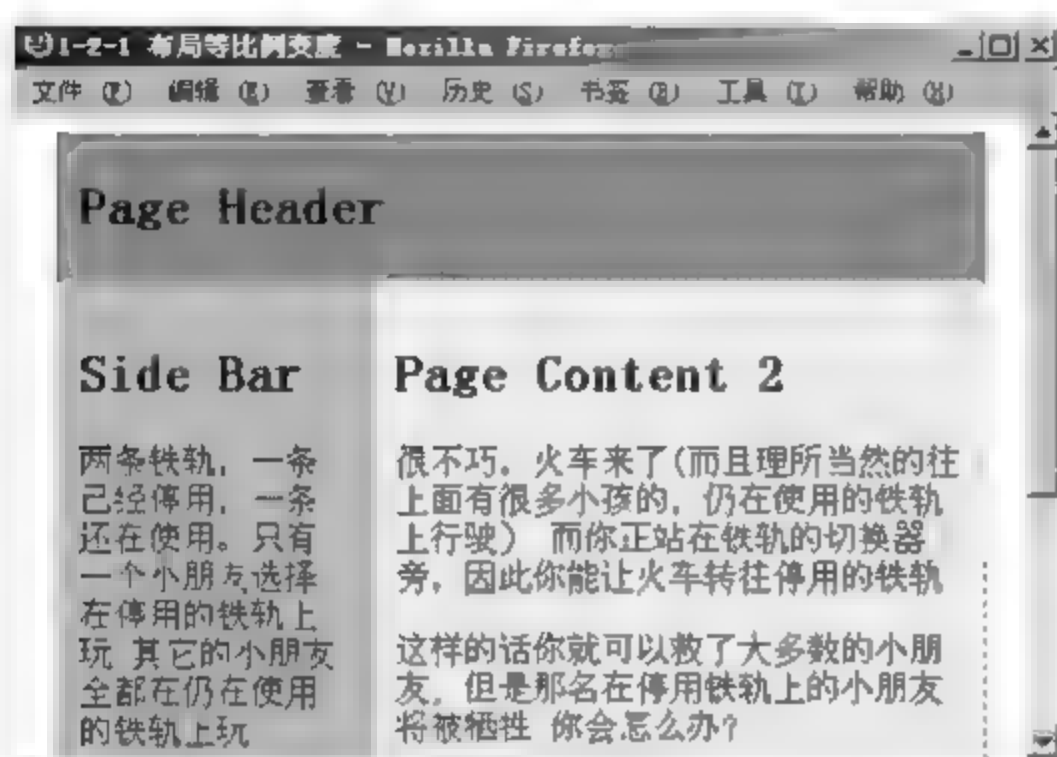 1-2-1 布局等比例变度 - Mozilla Firefox
文件 (F) 编辑 (E) 查看 (V) 历史 (S) 书签 (B) 工具 (T) 帮助 (H)
Page Header
Side Bar
两条铁轨, 一条
已经停用, 一条
还在使用。只有
一个小朋友选择
在停用的铁轨上
玩 其它的小朋友
全都在仍在使用
的铁轨上玩
Page Content 2
很不巧。火车来了(而且理所当然的往
上面有很多小孩的, 仍在使用的铁轨
上行驶) 而你正站在铁轨的切换器
旁, 因此你能让火车转往停用的铁轨
这样的话你就可以救了大多数的小朋
友, 但是那名在停用铁轨上的小朋友
将被牺牲 你会怎么办?